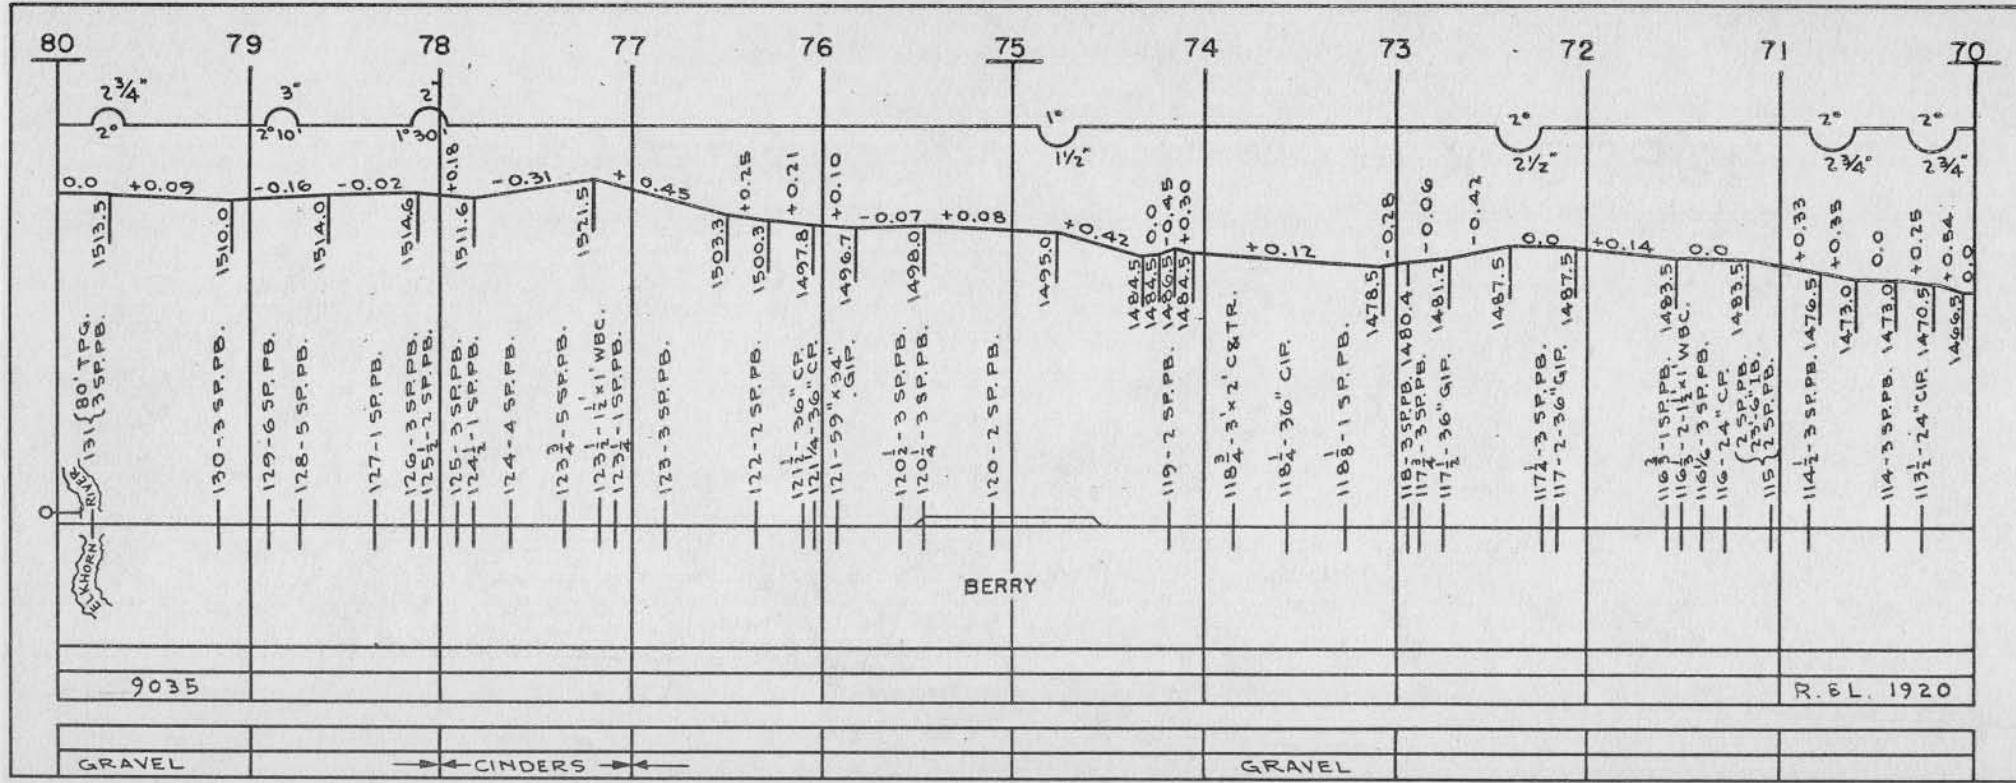 80 79 78 77 76 75 74 73 72 71 70
2¾" 3" 2"
2° 2°10' 1°30'
1° 2° 2° 2°
1½" 2½" 2¾" 2¾"
0.0 +0.09 -0.16 -0.02 +0.18 -0.31 + 0.45 +0.25 +0.21 +0.10 -0.07 +0.08 +0.42 0.0 -0.45 +0.30 +0.12 -0.28 -0.06 -0.42 0.0 +0.14 0.0 +0.33 +0.35 0.0 +0.25 +0.54 0.0
1513.5 1510.0 1514.0 1514.6 1511.6 1521.5 1503.3 1500.3 1497.8 1496.7 1498.0 1495.0 1484.5 1484.5 1486.5 1484.5 1478.5 1480.4 1481.2 1487.5 1487.5 1483.5 1483.5 1476.5 1473.0 1473.0 1470.5 1466.5
131 { 80' TPG.
3 SP. PB.
130 - 3 SP. PB.
129 - 6 SP. PB.
128 - 5 SP. PB.
127 - 1 SP. PB.
126 - 3 SP. PB.
125½ - 2 SP. PB.
125 - 3 SP. PB.
124½ - 1 SP. PB.
124 - 4 SP. PB.
123¾ - 5 SP. PB.
123½ - 1½' x 1' WBC.
123¼ - 1 SP. PB.
123 - 3 SP. PB.
122 - 2 SP. PB.
121½ - 36" CP.
121¼ 36" CP.
121 - 59" x 34" GIP.
120½ - 3 SP. PB.
120¼ - 3 SP. PB.
120 - 2 SP. PB.
119 - 2 SP. PB.
118¾ - 3' x 2' C&TR.
118¼ - 36" CIP.
118⅛ - 1 SP. PB.
118 - 3 SP. PB.
117¾ - 3 SP. PB.
117½ - 36" GIP.
117¼ - 3 SP. PB.
117 - 2 - 36" GIP.
116¾ - 1 SP. PB.
116⅓ - 2 - 1½' x 1' WBC.
116⅙ - 3 SP. PB.
116 - 24" CP.
115 { 2 SP. PB.
23'-6" IB.
2 SP. PB.
114½ - 3 SP. PB.
114 - 3 SP. PB.
113½ - 24" CIP.
ELKHORN RIVER
BERRY
9035
R. & L. 1920
GRAVEL CINDERS GRAVEL